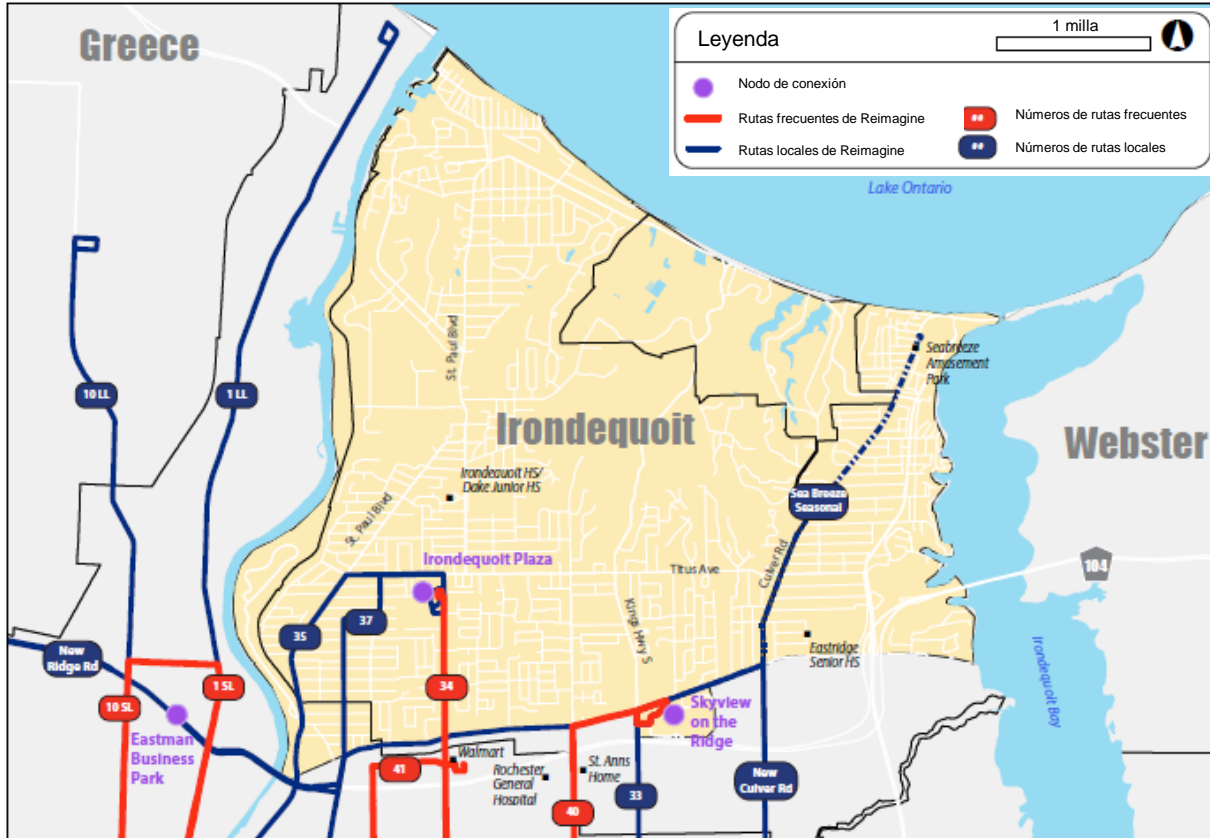 Greece
Leyenda
1 milla
Nodo de conexión
Rutas frecuentes de Reimagine
Números de rutas frecuentes
Rutas locales de Reimagine
Números de rutas locales
##
##
Lake Ontario
St. Paul Blvd
Seabreeze
Amusement
Park
10 LL
1 LL
Irondequoit
Webster
Irondequoit HS/
Dake Junior HS
Sea Breeze
Seasonal
St. Paul Blvd
Culver Rd
Irondequoit Plaza
Titus Ave
104
37
35
Kings Hwy S
Eastridge
Senior HS
New
Ridge Rd
1 SL
34
10 SL
Skyview
on the
Ridge
Irondequoit Bay
Eastman
Business
Park
Walmart
41
St. Anns
Home
Rochester
General
Hospital
New
Culver Rd
33
40